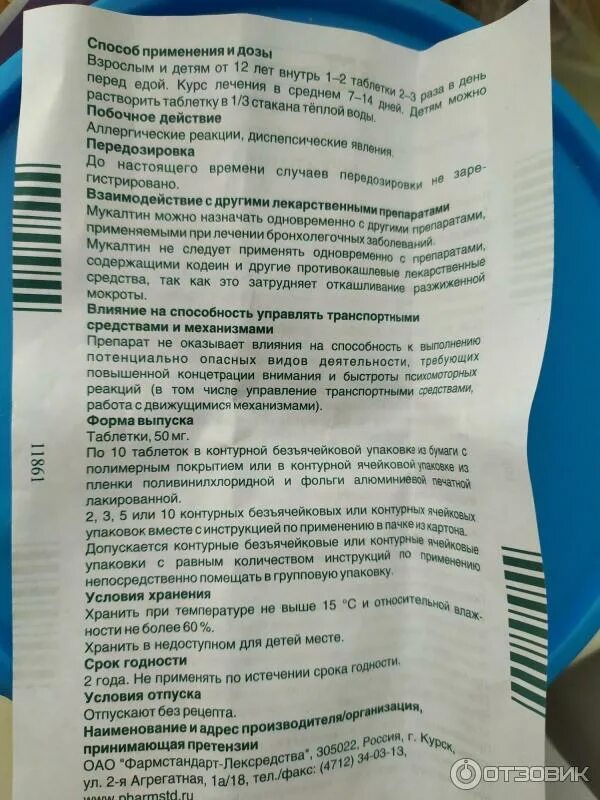 Способ применения и дозы
Взрослым и детям от 12 лет внутрь 1–2 таблетки 2–3 раза в день
перед едой. Курс лечения в среднем 7–14 дней. Детям можно
растворить таблетку в 1/3 стакана тёплой воды.
Побочное действие
Аллергические реакции, диспепсические явления.
Передозировка
До настоящего времени случаев передозировки не заре-
гистрировано.
Взаимодействие с другими лекарственными препаратами
Мукалтин можно назначать одновременно с другими препаратами,
применяемыми при лечении бронхолегочных заболеваний.
Мукалтин не следует применять одновременно с препаратами,
содержащими кодеин и другие противокашлевые лекарственные
средства, так как это затрудняет откашливание разжиженной
мокроты.
Влияние на способность управлять транспортными
средствами и механизмами
Препарат не оказывает влияния на способность к выполнению
потенциально опасных видов деятельности, требующих
повышенной концетрации внимания и быстроты психомоторных
реакций (в том числе управление транспортными средствами,
работа с движущимися механизмами).
Форма выпуска
Таблетки, 50 мг.
По 10 таблеток в контурной безъячейковой упаковке из бумаги с
полимерным покрытием или в контурной ячейковой упаковке из
пленки поливинилхлоридной и фольги алюминиевой печатной
лакированной.
2, 3, 5 или 10 контурных безъячейковых или контурных ячейковых
упаковок вместе с инструкцией по применению в пачке из картона.
Допускается контурные безъячейковые или контурные ячейковые
упаковки с равным количеством инструкций по применению
непосредственно помещать в групповую упаковку.
Условия хранения
Хранить при температуре не выше 15 °С и относительной влаж-
ности не более 60 %.
Хранить в недоступном для детей месте.
Срок годности
2 года. Не применять по истечении срока годности.
Условия отпуска
Отпускают без рецепта.
Наименование и адрес производителя/организация,
принимающая претензии
ОАО "Фармстандарт-Лексредства", 305022, Россия, г. Курск,
ул. 2-я Агрегатная, 1а/18, тел./факс: (4712) 34-03-13,
www.pharmstd.ru
11861
ОТЗОВИК